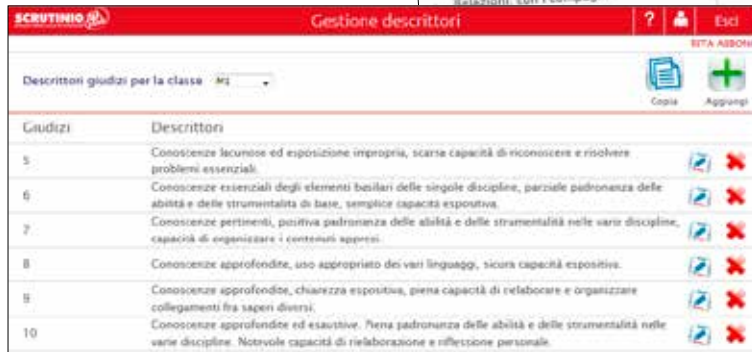 Relazioni: con i compag
SCRUTINIO
Gestione descrittori
?
Esci
RITA ABBON
Descrittori giudizi per la classe
Copia
Aggiungi
Giudizi
Descrittori
5
Conoscenze lacunose ed esposizione impropria, scarsa capacità di riconoscere e risolvere
problemi essenziali.
6
Conoscenze essenziali degli elementi basilari delle singole discipline, parziale padronanza delle
abilità e delle strumentalità di base, semplice capacità espositiva.
7
Conoscenze pertinenti, positiva padronanza delle abilità e delle strumentalità nelle varie discipline,
capacità di organizzare i contenuti appresi.
8
Conoscenze approfondite, uso appropriato dei vari linguaggi, sicura capacità espositiva.
9
Conoscenze approfondite, chiarezza espositiva, piena capacità di rielaborare e organizzare
collegamenti fra saperi diversi.
10
Conoscenze approfondite ed esaustive. Piena padronanza delle abilità e delle strumentalità nelle
varie discipline. Notevole capacità di rielaborazione e riflessione personale.